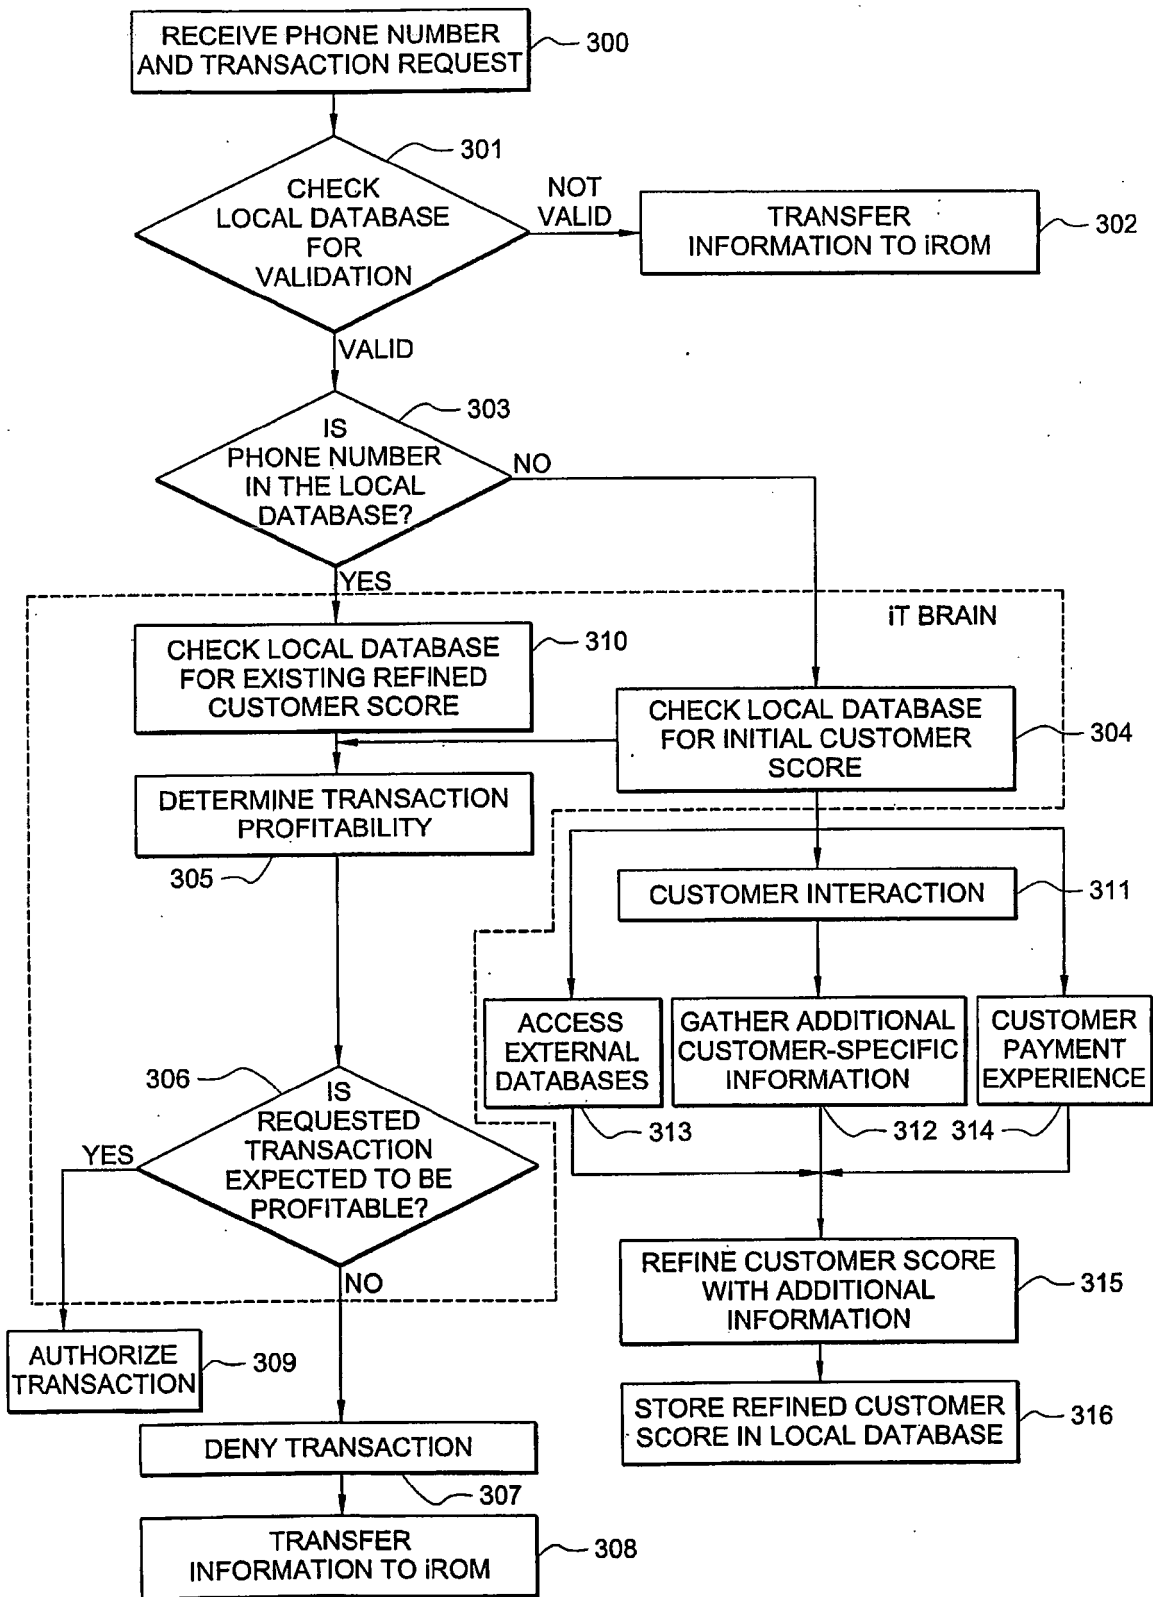 RECEIVE PHONE NUMBER
AND TRANSACTION REQUEST
300
301
CHECK
LOCAL DATABASE
FOR
VALIDATION
NOT
VALID
TRANSFER
INFORMATION TO iROM
302
VALID
303
IS
PHONE NUMBER
IN THE LOCAL
DATABASE?
NO
YES
iT BRAIN
CHECK LOCAL DATABASE
FOR EXISTING REFINED
CUSTOMER SCORE
310
CHECK LOCAL DATABASE
FOR INITIAL CUSTOMER
SCORE
304
DETERMINE TRANSACTION
PROFITABILITY
305
CUSTOMER INTERACTION
311
ACCESS
EXTERNAL
DATABASES
313
GATHER ADDITIONAL
CUSTOMER-SPECIFIC
INFORMATION
312
CUSTOMER
PAYMENT
EXPERIENCE
314
306
IS
REQUESTED
TRANSACTION
EXPECTED TO BE
PROFITABLE?
YES
NO
REFINE CUSTOMER SCORE
WITH ADDITIONAL
INFORMATION
315
AUTHORIZE
TRANSACTION
309
STORE REFINED CUSTOMER
SCORE IN LOCAL DATABASE
316
DENY TRANSACTION
307
TRANSFER
INFORMATION TO iROM
308